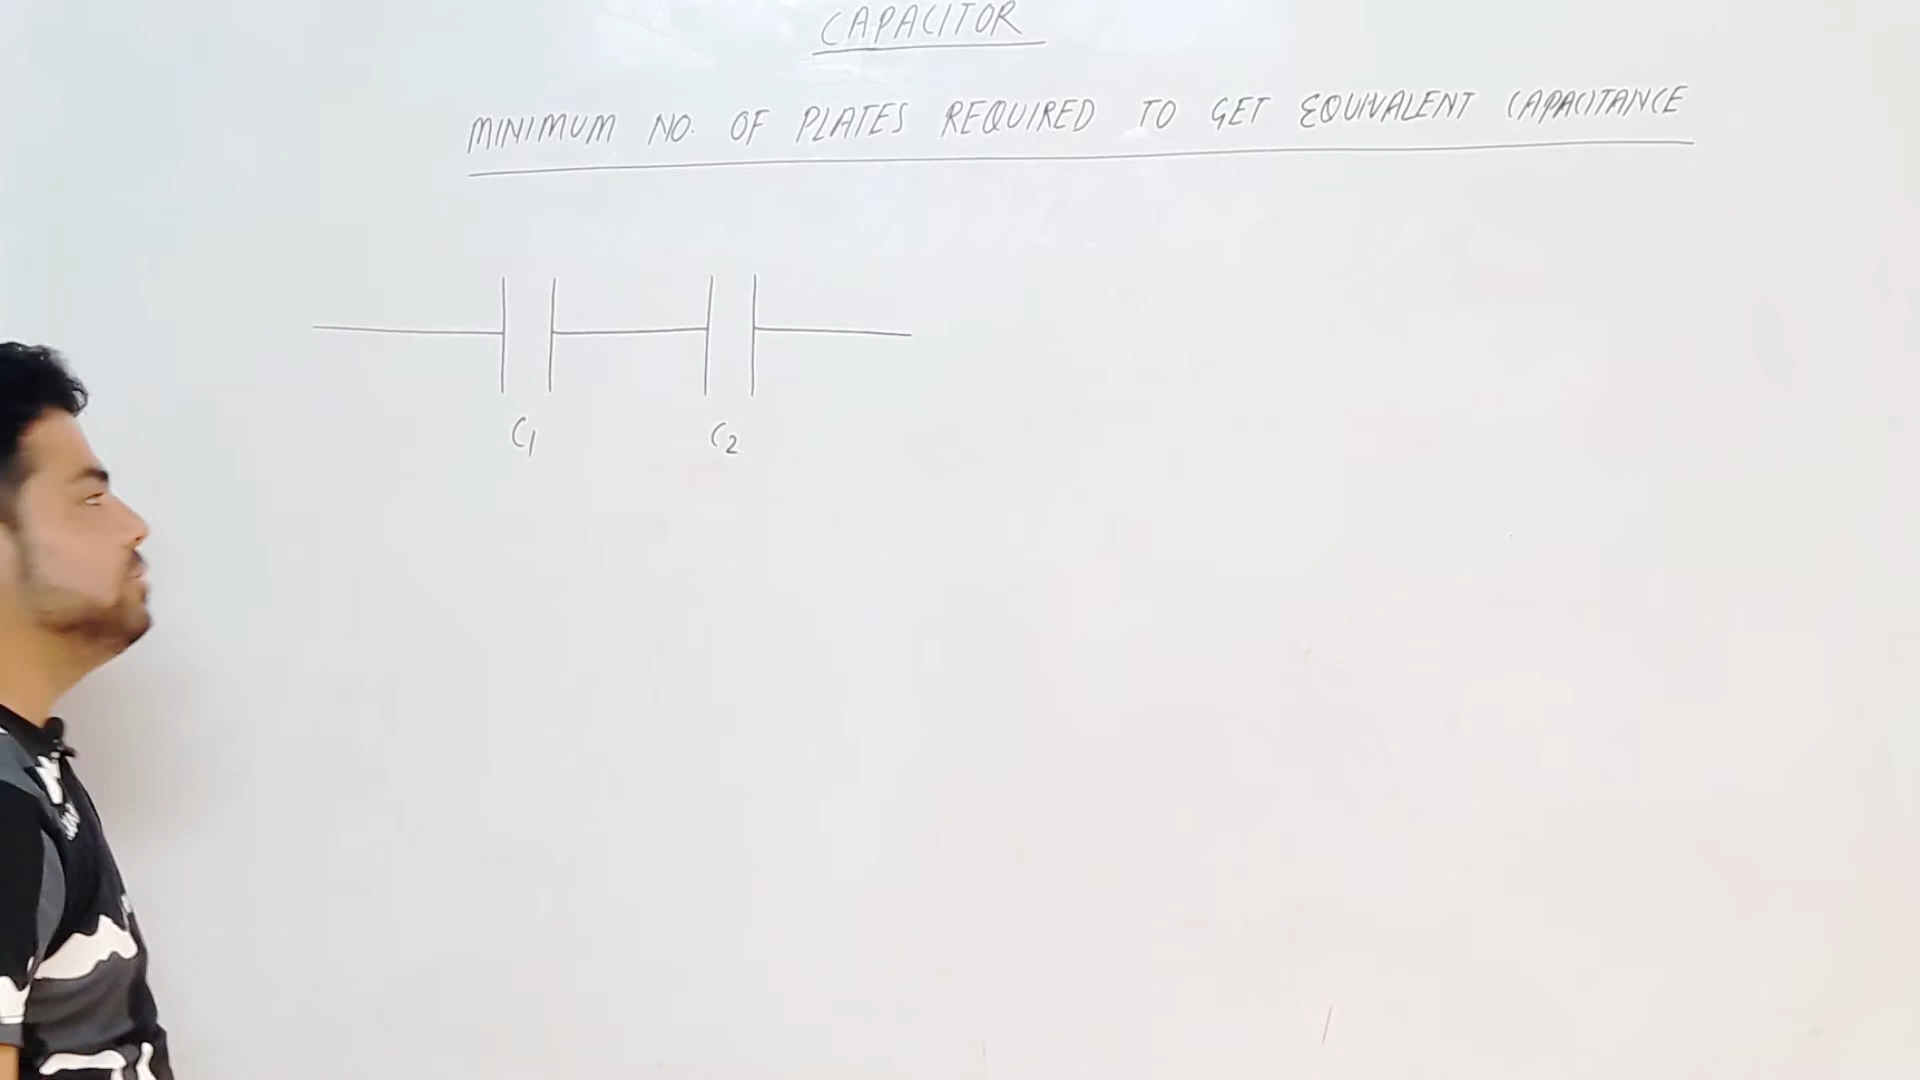 CAPACITOR
MINIMUM NO. OF PLATES REQUIRED TO GET EQUIVALENT CAPACITANCE
C1 C2